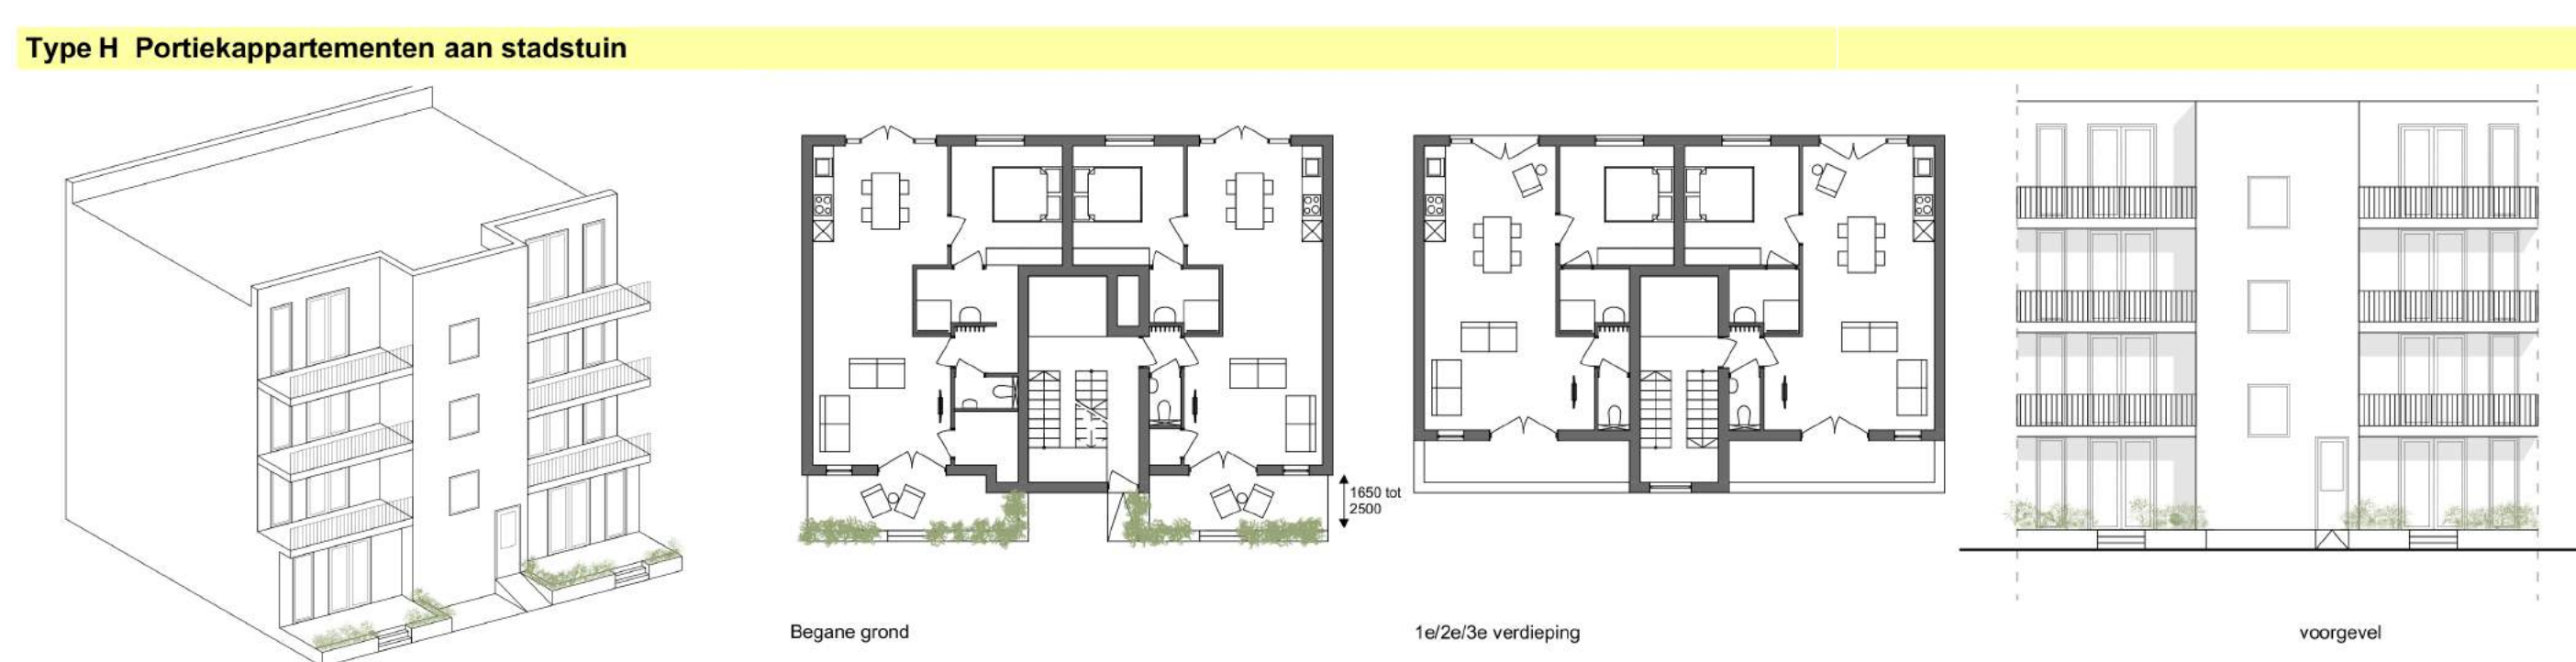 Type H Portiekappartementen aan stadstuin
1650 tot
2500
Begane grond
1e/2e/3e verdieping
voorgevel